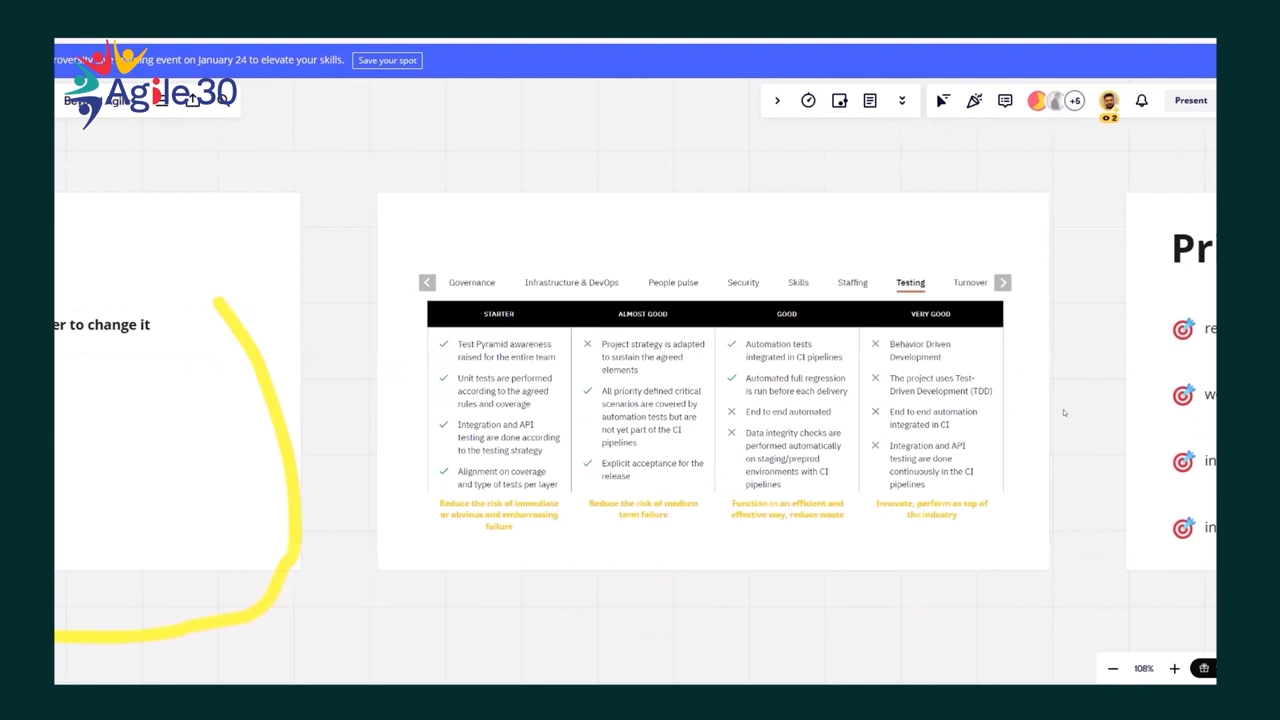 roversity
ing event on January 24 to elevate your skills.
Save your spot
Agile30
+5
2
Present
er to change it
Governance Infrastructure & DevOps People pulse Security Skills Staffing Testing Turnover
STARTER
Test Pyramid awareness
raised for the entire team
Unit tests are performed
according to the agreed
rules and coverage
Integration and API
testing are done according
to the testing strategy
Alignment on coverage
and type of tests per layer
Reduce the risk of immediate
or obvious and embarrassing
failure
ALMOST GOOD
Project strategy is adapted
to sustain the agreed
elements
All priority defined critical
scenarios are covered by
automation tests but are
not yet part of the CI
pipelines
Explicit acceptance for the
release
Reduce the risk of medium
term failure
GOOD
Automation tests
integrated in CI pipelines
Automated full regression
is run before each delivery
End to end automated
Data integrity checks are
performed automatically
on staging/preprod
environments with CI
pipelines
Function in an efficient and
effective way, reduce waste
VERY GOOD
Behavior Driven
Development
The project uses Test-
Driven Development (TDD)
End to end automation
integrated in CI
Integration and API
testing are done
continuously in the CI
pipelines
Innovate, perform as top of
the industry
Pri
re
w
in
in
108%